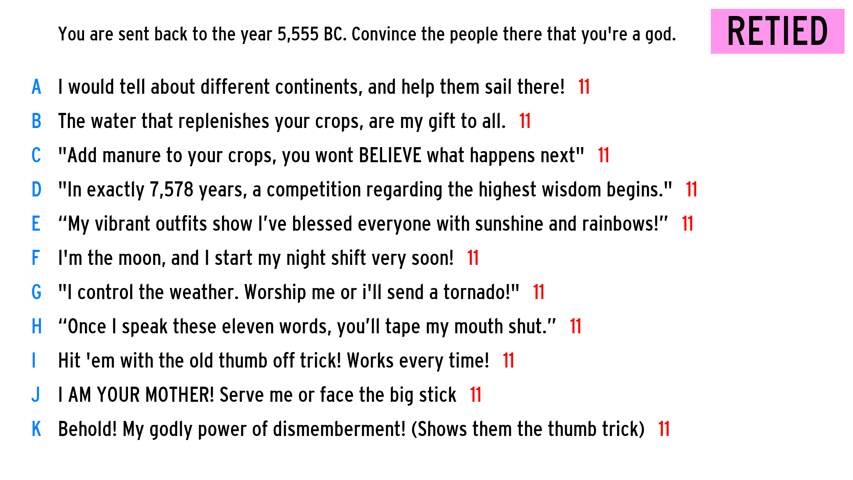 You are sent back to the year 5,555 BC. Convince the people there that you're a god.
RETIED
A I would tell about different continents, and help them sail there! 11
B The water that replenishes your crops, are my gift to all. 11
C "Add manure to your crops, you wont BELIEVE what happens next" 11
D "In exactly 7,578 years, a competition regarding the highest wisdom begins." 11
E “My vibrant outfits show I’ve blessed everyone with sunshine and rainbows!” 11
F I'm the moon, and I start my night shift very soon! 11
G "I control the weather. Worship me or i'll send a tornado!" 11
H “Once I speak these eleven words, you’ll tape my mouth shut.” 11
I Hit 'em with the old thumb off trick! Works every time! 11
J I AM YOUR MOTHER! Serve me or face the big stick 11
K Behold! My godly power of dismemberment! (Shows them the thumb trick) 11